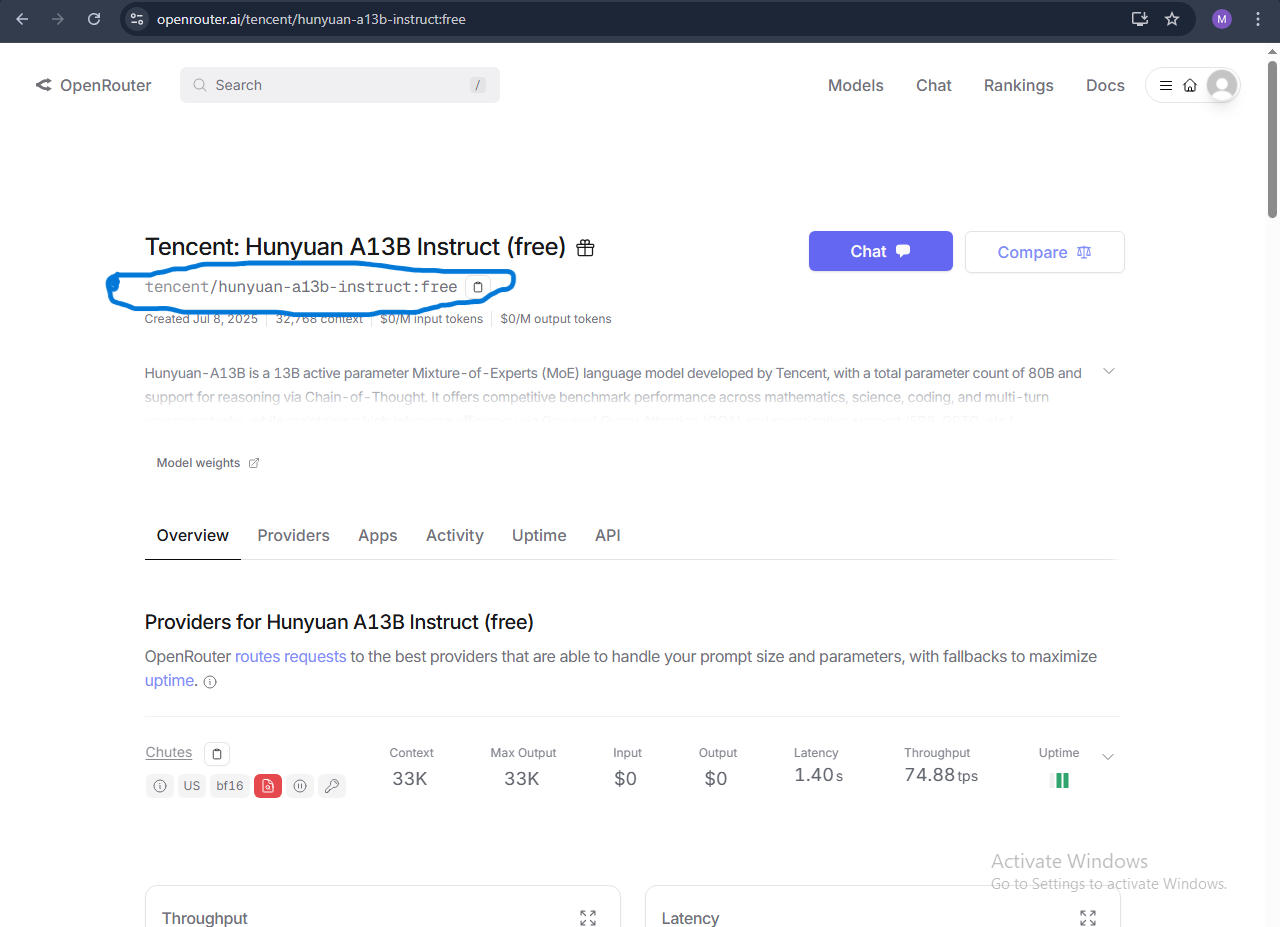 openrouter.ai/tencent/hunyuan-a13b-instruct:free
M
OpenRouter
Search
/
Models
Chat
Rankings
Docs
Tencent: Hunyuan A13B Instruct (free)
Chat
Compare
tencent/hunyuan-a13b-instruct:free
Created Jul 8, 2025
32,768 context
$0/M input tokens
$0/M output tokens
Hunyuan-A13B is a 13B active parameter Mixture-of-Experts (MoE) language model developed by Tencent, with a total parameter count of 80B and
support for reasoning via Chain-of-Thought. It offers competitive benchmark performance across mathematics, science, coding, and multi-turn
Model weights
Overview
Providers
Apps
Activity
Uptime
API
Providers for Hunyuan A13B Instruct (free)
OpenRouter routes requests to the best providers that are able to handle your prompt size and parameters, with fallbacks to maximize
uptime.
Chutes
US
bf16
Context
33K
Max Output
33K
Input
$0
Output
$0
Latency
1.40s
Throughput
74.88tps
Uptime
Activate Windows
Go to Settings to activate Windows.
Throughput
Latency